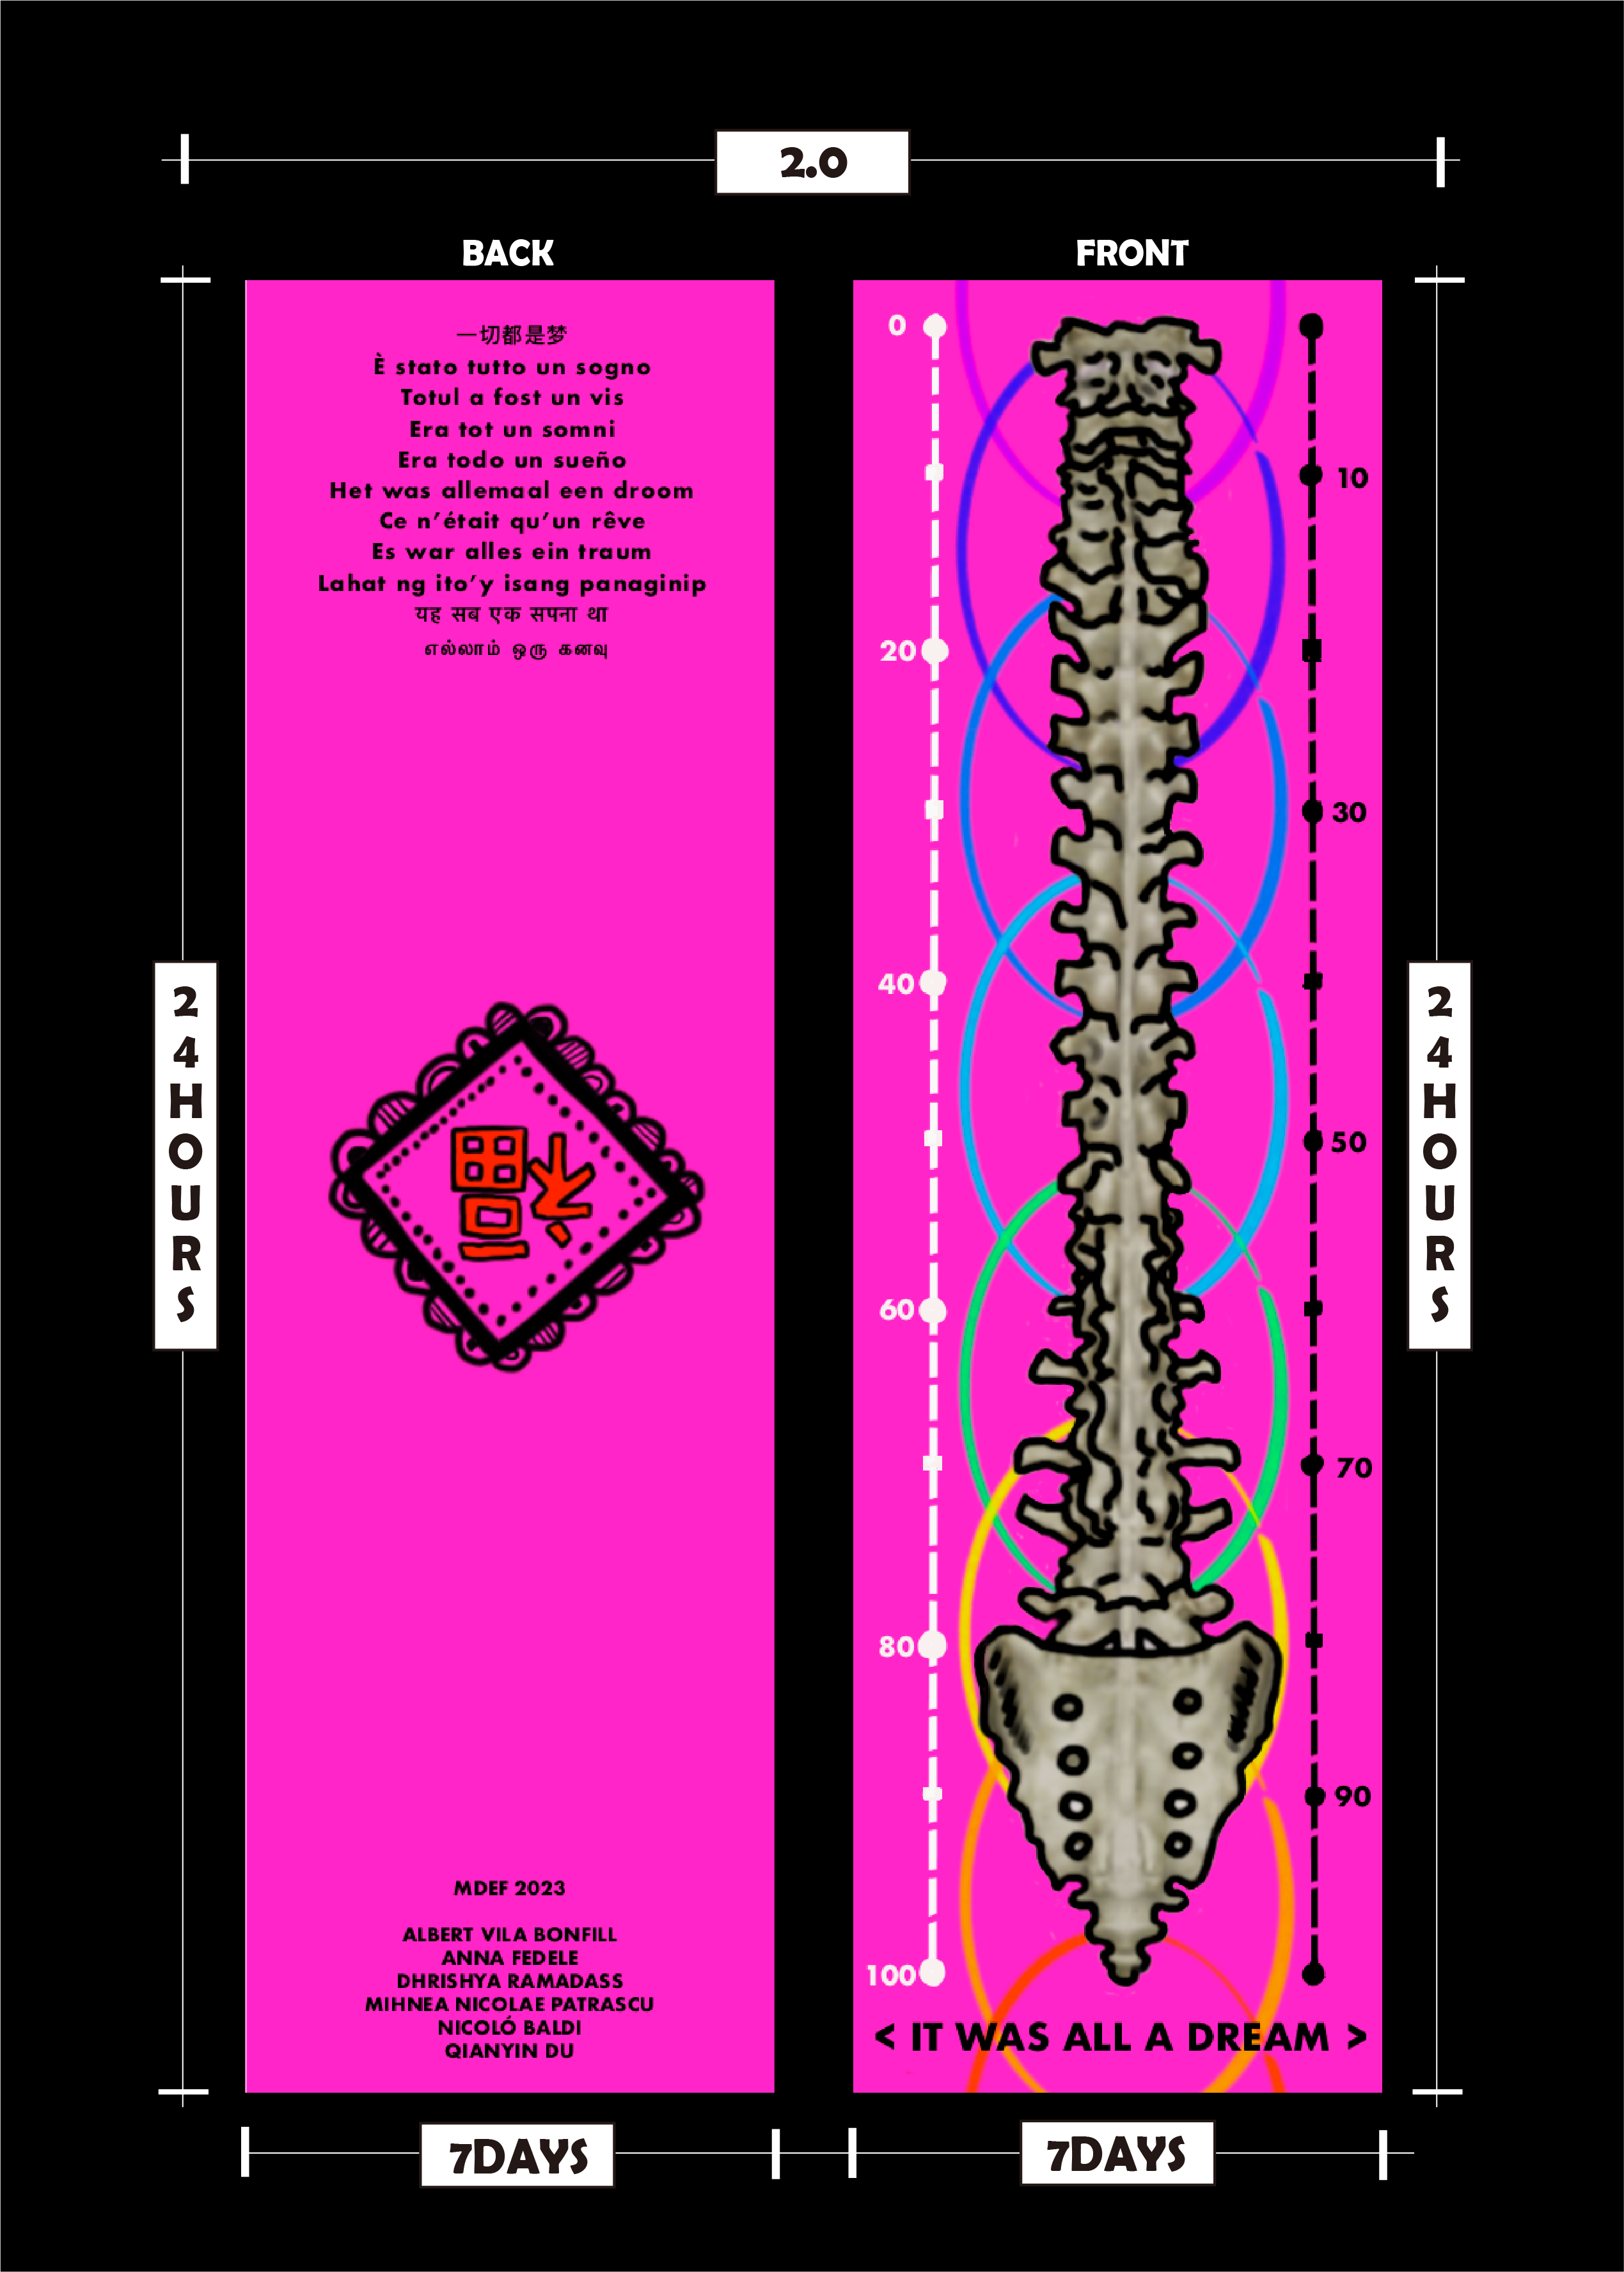 2.0
BACK
FRONT
一切都是梦
È stato tutto un sogno
Totul a fost un vis
Era tot un somni
Era todo un sueño
Het was allemaal een droom
Ce n’était qu’un rêve
Es war alles ein traum
Lahat ng ito’y isang panaginip
यह सब एक सपना था
எல்லாம் ஒரு கனவு
福
MDEF 2023
ALBERT VILA BONFILL
ANNA FEDELE
DHRISHYA RAMADASS
MIHNEA NICOLAE PATRASCU
NICOLÓ BALDI
QIANYIN DU
0
10
20
30
40
50
60
70
80
90
100
< IT WAS ALL A DREAM >
24HOURS
24HOURS
7DAYS
7DAYS